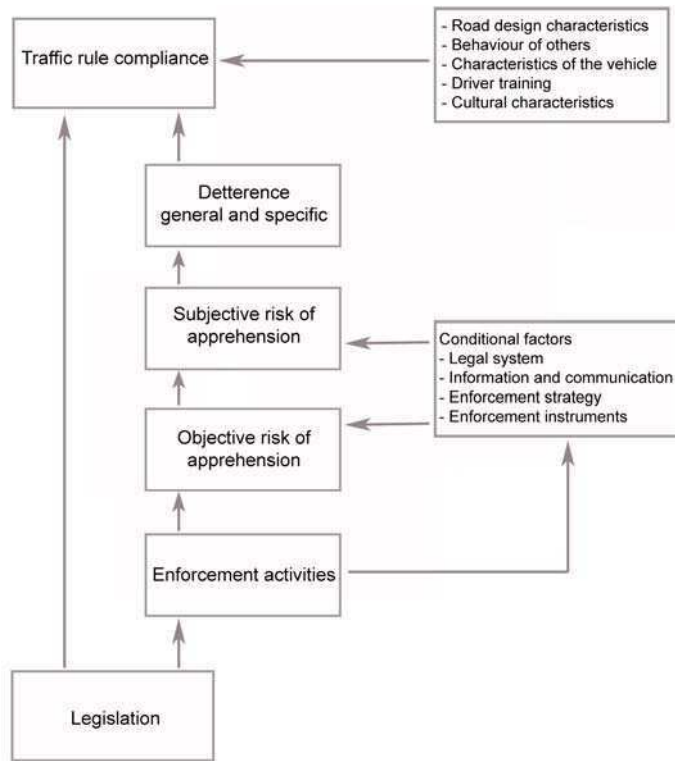 Traffic rule compliance
- Road design characteristics
- Behaviour of others
- Characteristics of the vehicle
- Driver training
- Cultural characteristics
Detterence
general and specific
Subjective risk of
apprehension
Conditional factors
- Legal system
- Information and communication
- Enforcement strategy
- Enforcement instruments
Objective risk of
apprehension
Enforcement activities
Legislation